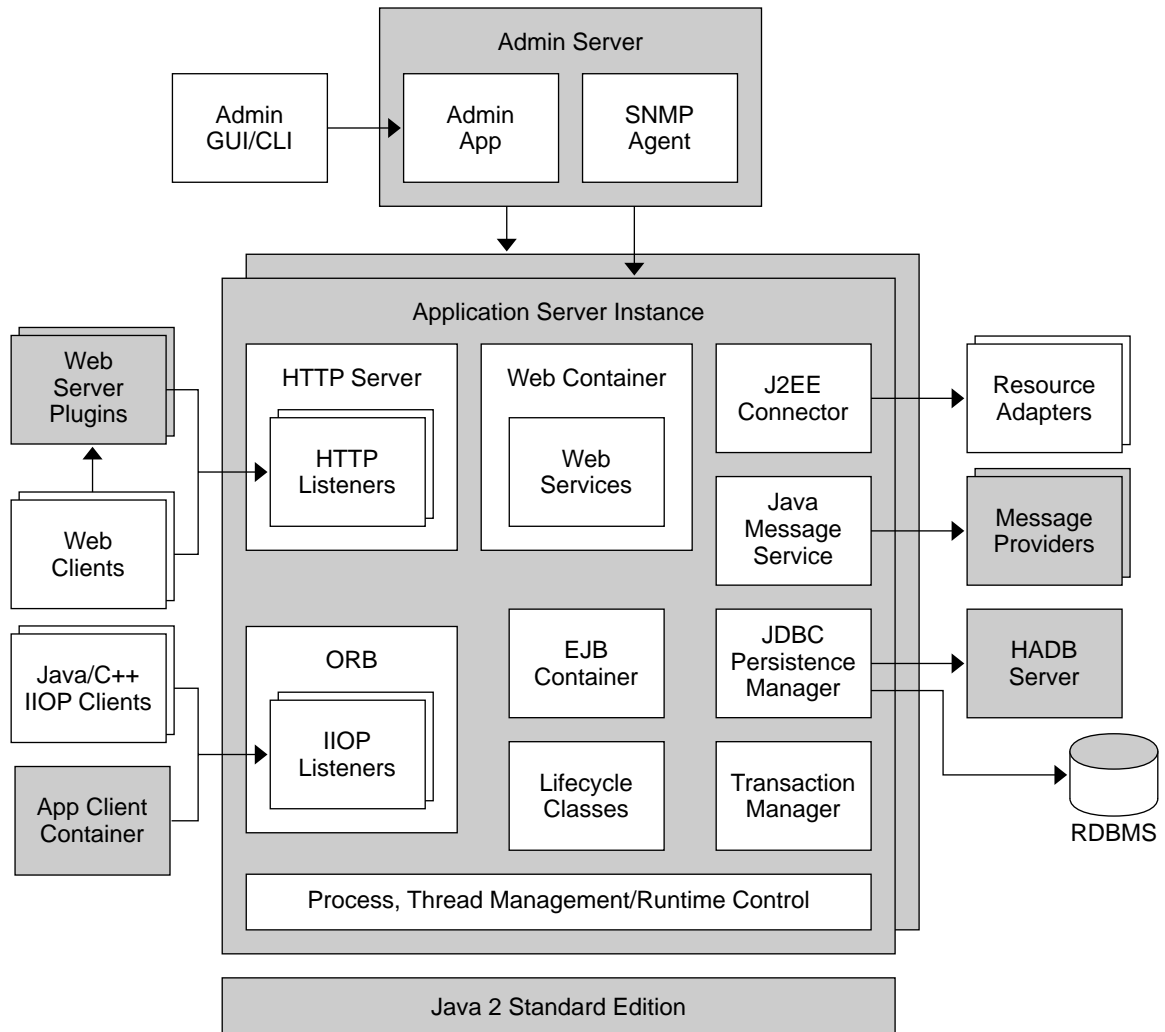 Admin Server
Admin
GUI/CLI
Admin
App
SNMP
Agent
Application Server Instance
Web
Server
Plugins
HTTP Server
HTTP
Listeners
Web Container
Web
Services
J2EE
Connector
Resource
Adapters
Web
Clients
Java
Message
Service
Message
Providers
Java/C++
IIOP Clients
ORB
IIOP
Listeners
EJB
Container
JDBC
Persistence
Manager
HADB
Server
App Client
Container
Lifecycle
Classes
Transaction
Manager
RDBMS
Process, Thread Management/Runtime Control
Java 2 Standard Edition